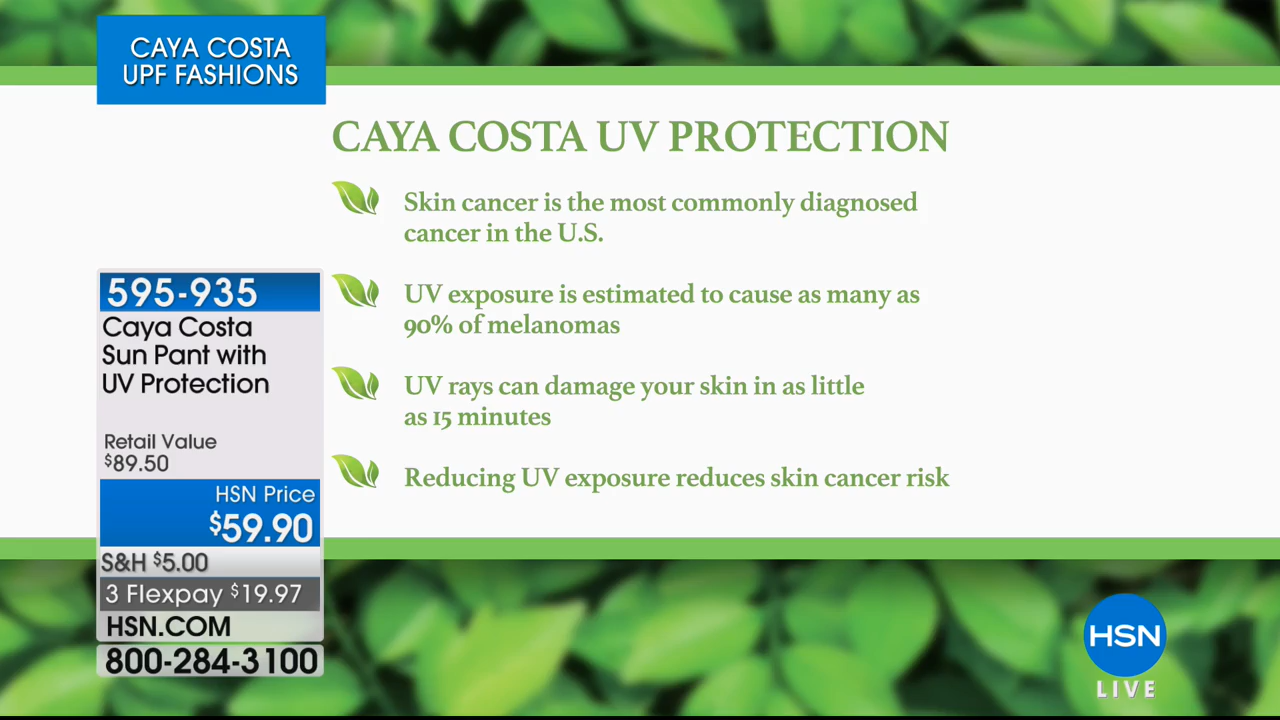 CAYA COSTA
UPF FASHIONS
CAYA COSTA UV PROTECTION
Skin cancer is the most commonly diagnosed
cancer in the U.S.
UV exposure is estimated to cause as many as
90% of melanomas
UV rays can damage your skin in as little
as 15 minutes
Reducing UV exposure reduces skin cancer risk
595-935
Caya Costa
Sun Pant with
UV Protection
Retail Value
$89.50
HSN Price
$59.90
S&H $5.00
3 Flexpay $19.97
HSN.COM
800-284-3100
HSN
LIVE